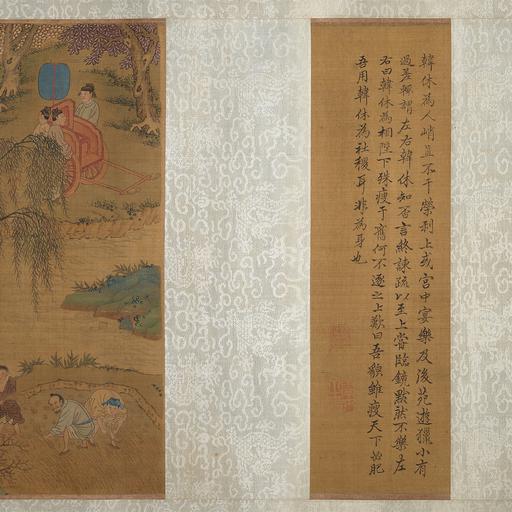 韓休為人峭直不干榮利上或宮中宴樂及後苑遊獵小有
過差輒謂左右韓休知否言終諫疏以至上嘗臨鏡默然不樂左
右曰韓休為相陛下殊瘦于舊何不逐之上歎曰吾貌雖瘦天下必肥
吾用韓休為社稷耳非為身也